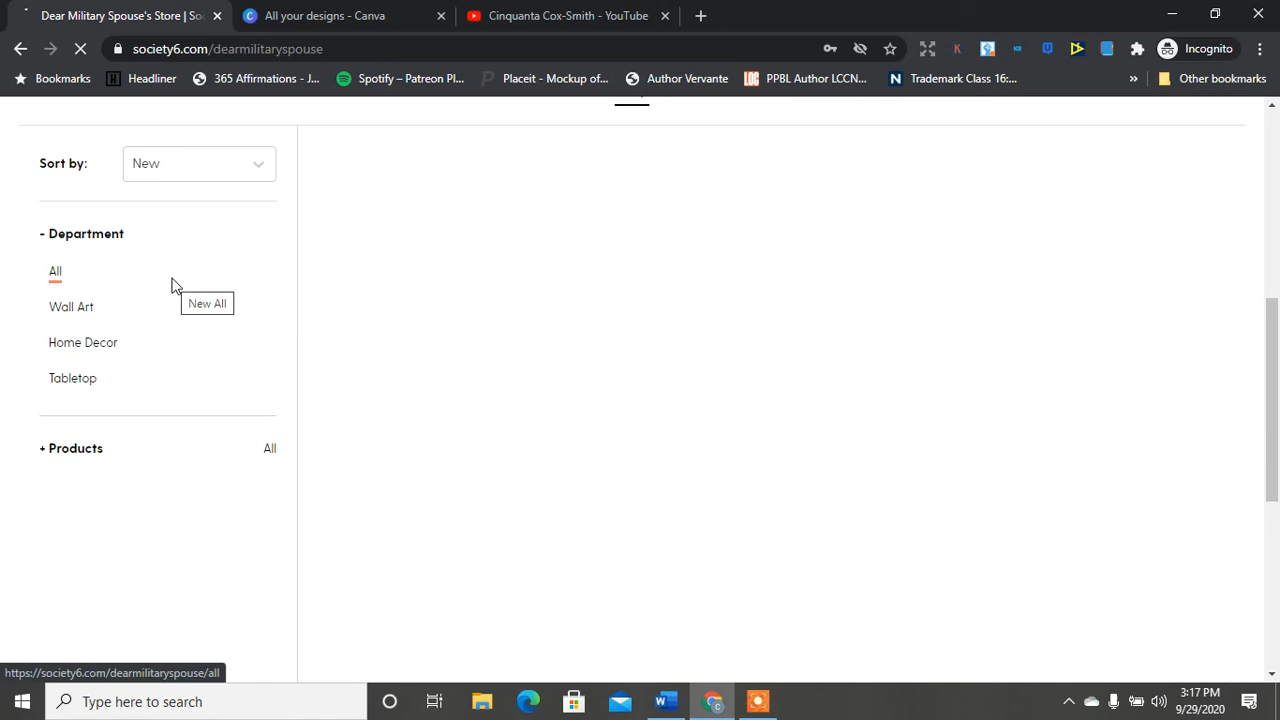 Dear Military Spouse's Store | So
All your designs - Canva
Cinquanta Cox-Smith - YouTube
society6.com/dearmilitaryspouse
Incognito
Bookmarks
Headliner
365 Affirmations - J...
Spotify – Patreon Pl...
Placeit - Mockup of...
Author Vervante
PPBL Author LCCN...
Trademark Class 16:...
»
Other bookmarks
Sort by:
New
- Department
All
New All
Wall Art
Home Decor
Tabletop
+ Products
All
https://society6.com/dearmilitaryspouse/all
Type here to search
3:17 PM
9/29/2020